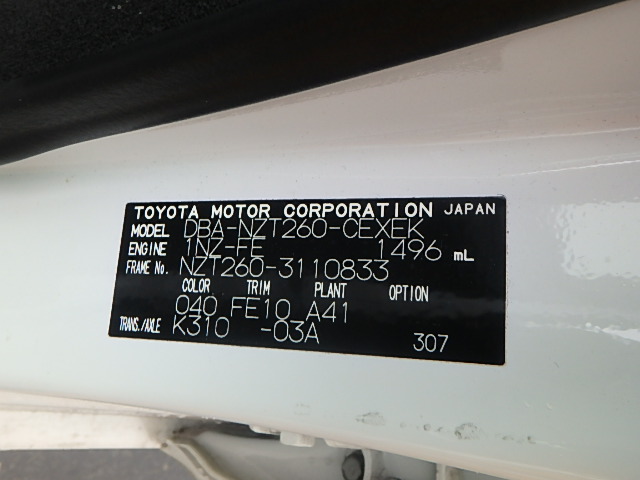 TOYOTA MOTOR CORPORATION JAPAN
MODEL DBA-NZT260-CEXEK
ENGINE 1NZ-FE 1496 mL
FRAME No. NZT260-3110833
COLOR TRIM PLANT OPTION
040 FE10 A41
TRANS./AXLE K310 -03A
307